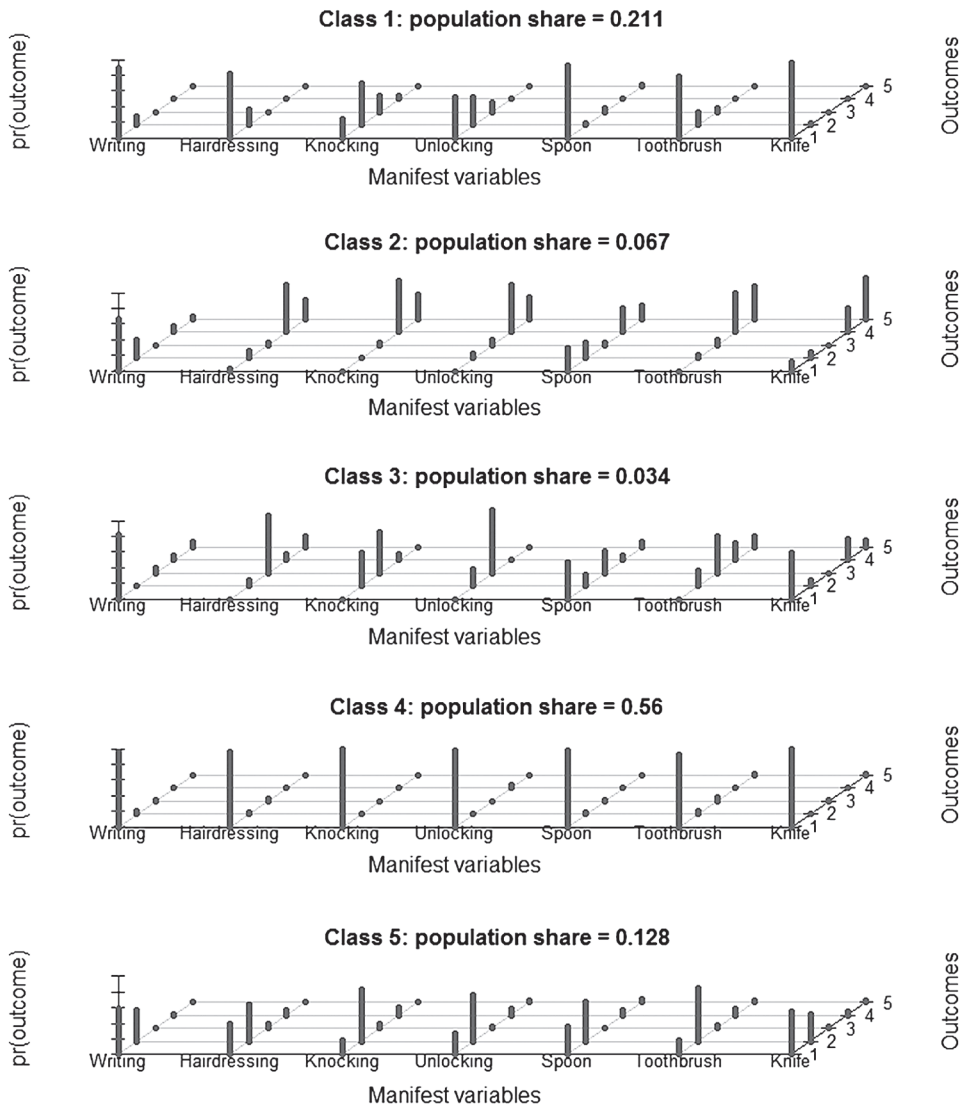 Class 1: population share = 0.211
pr(outcome)
Outcomes
1 2 3 4 5
Writing Hairdressing Knocking Unlocking Spoon Toothbrush Knife
Manifest variables
Class 2: population share = 0.067
pr(outcome)
Outcomes
1 2 3 4 5
Writing Hairdressing Knocking Unlocking Spoon Toothbrush Knife
Manifest variables
Class 3: population share = 0.034
pr(outcome)
Outcomes
1 2 3 4 5
Writing Hairdressing Knocking Unlocking Spoon Toothbrush Knife
Manifest variables
Class 4: population share = 0.56
pr(outcome)
Outcomes
1 2 3 4 5
Writing Hairdressing Knocking Unlocking Spoon Toothbrush Knife
Manifest variables
Class 5: population share = 0.128
pr(outcome)
Outcomes
1 2 3 4 5
Writing Hairdressing Knocking Unlocking Spoon Toothbrush Knife
Manifest variables